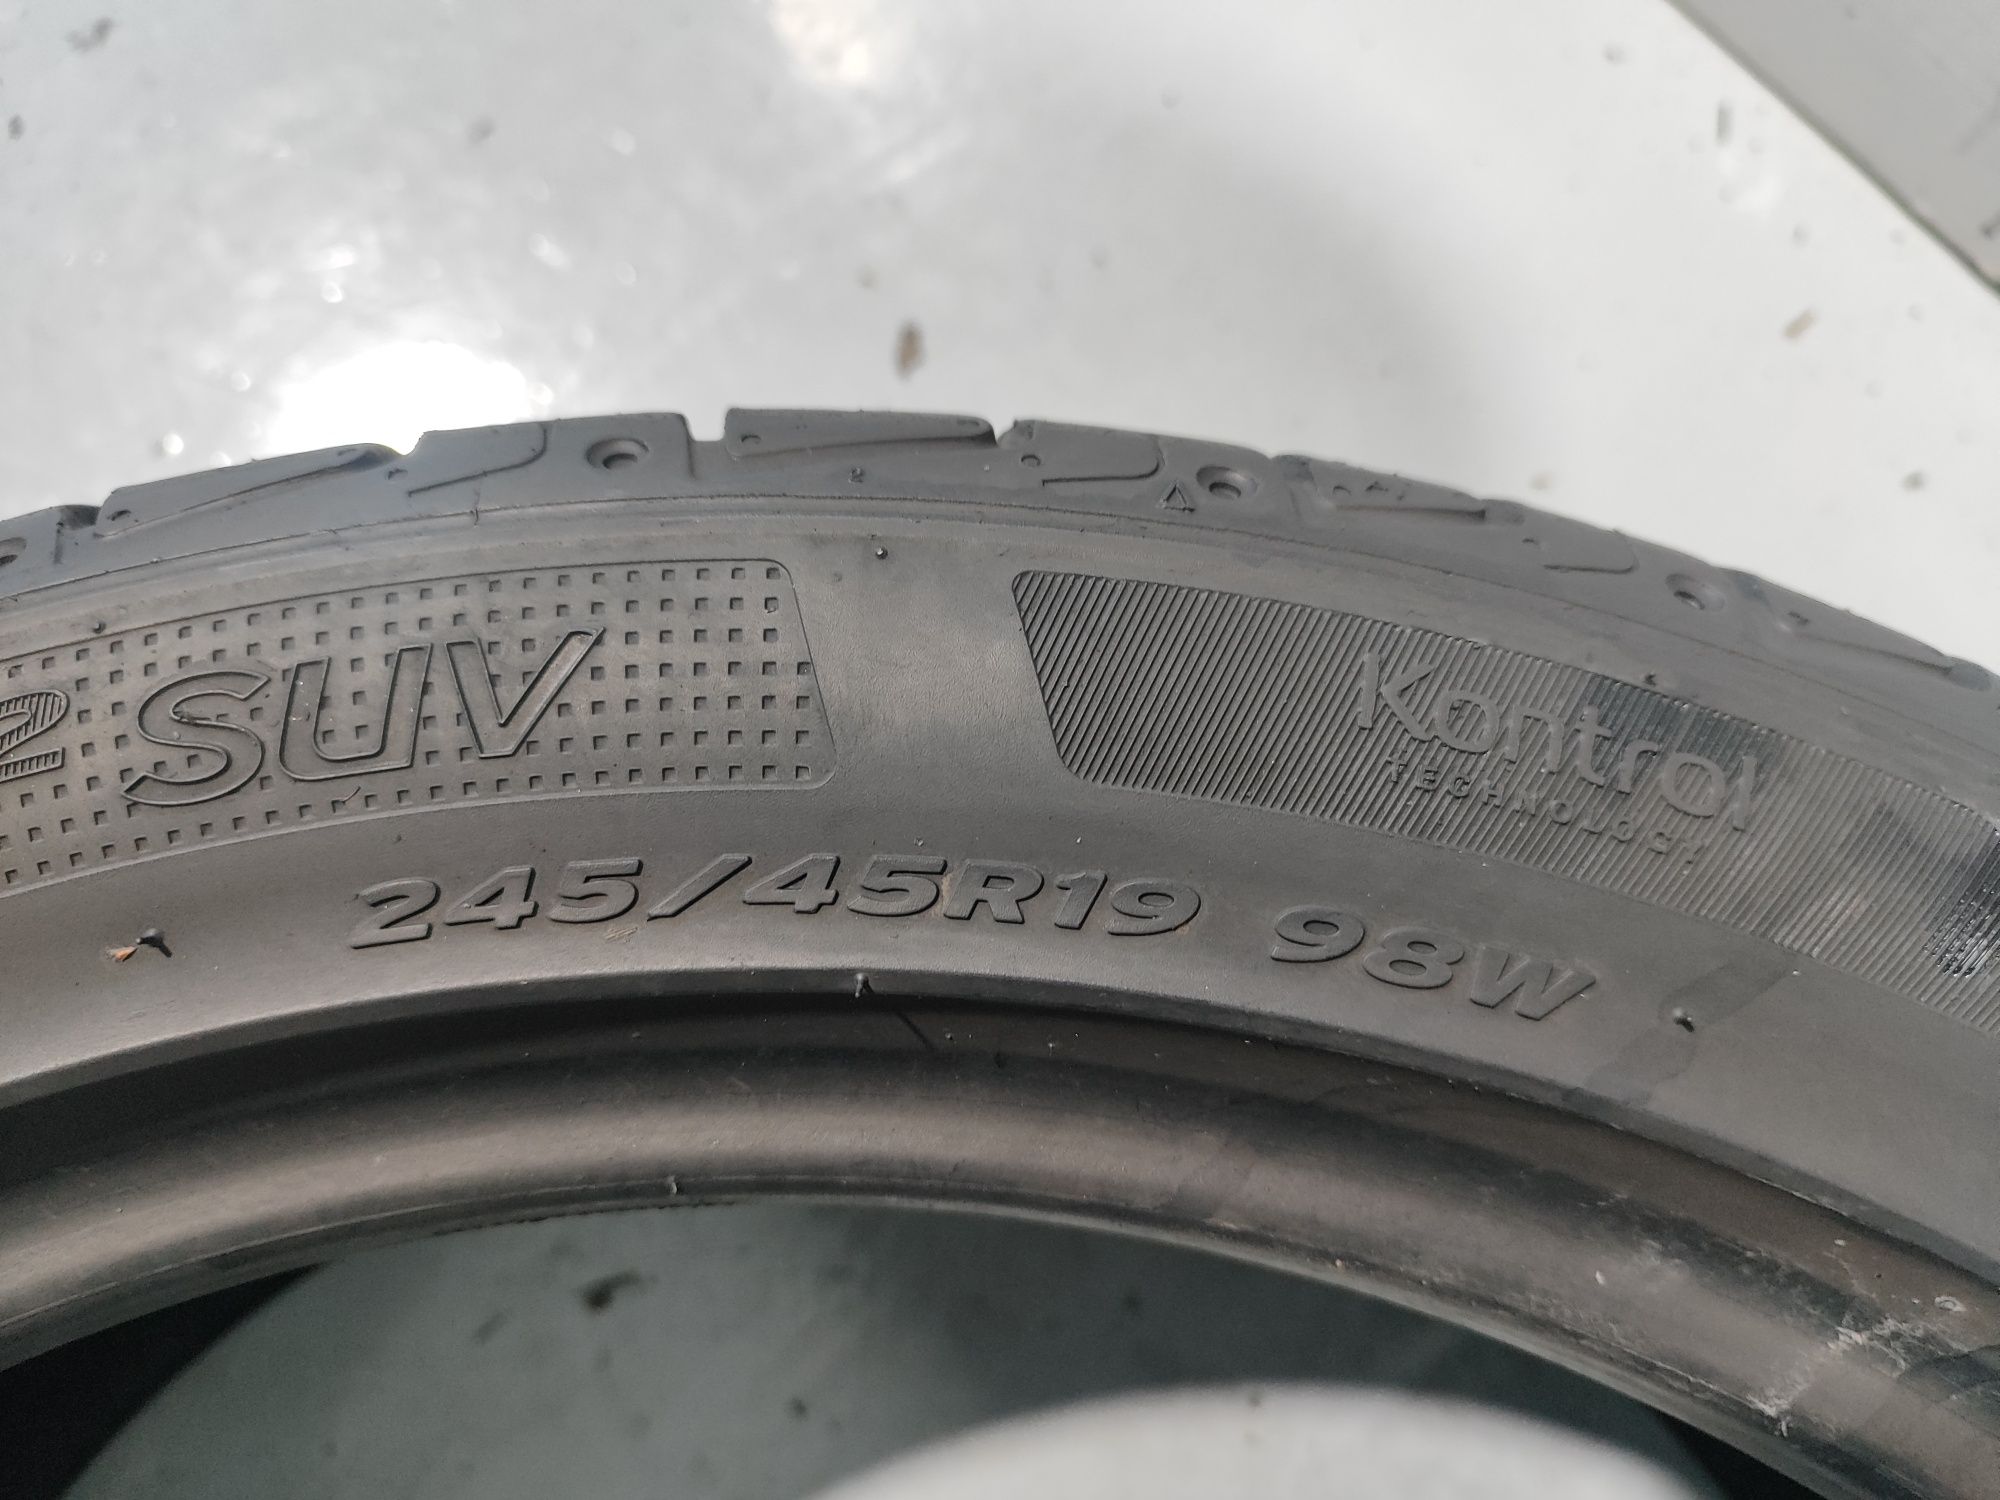 2 SUV
Kontrol
TECHNOLOGY
245/45R19 98W